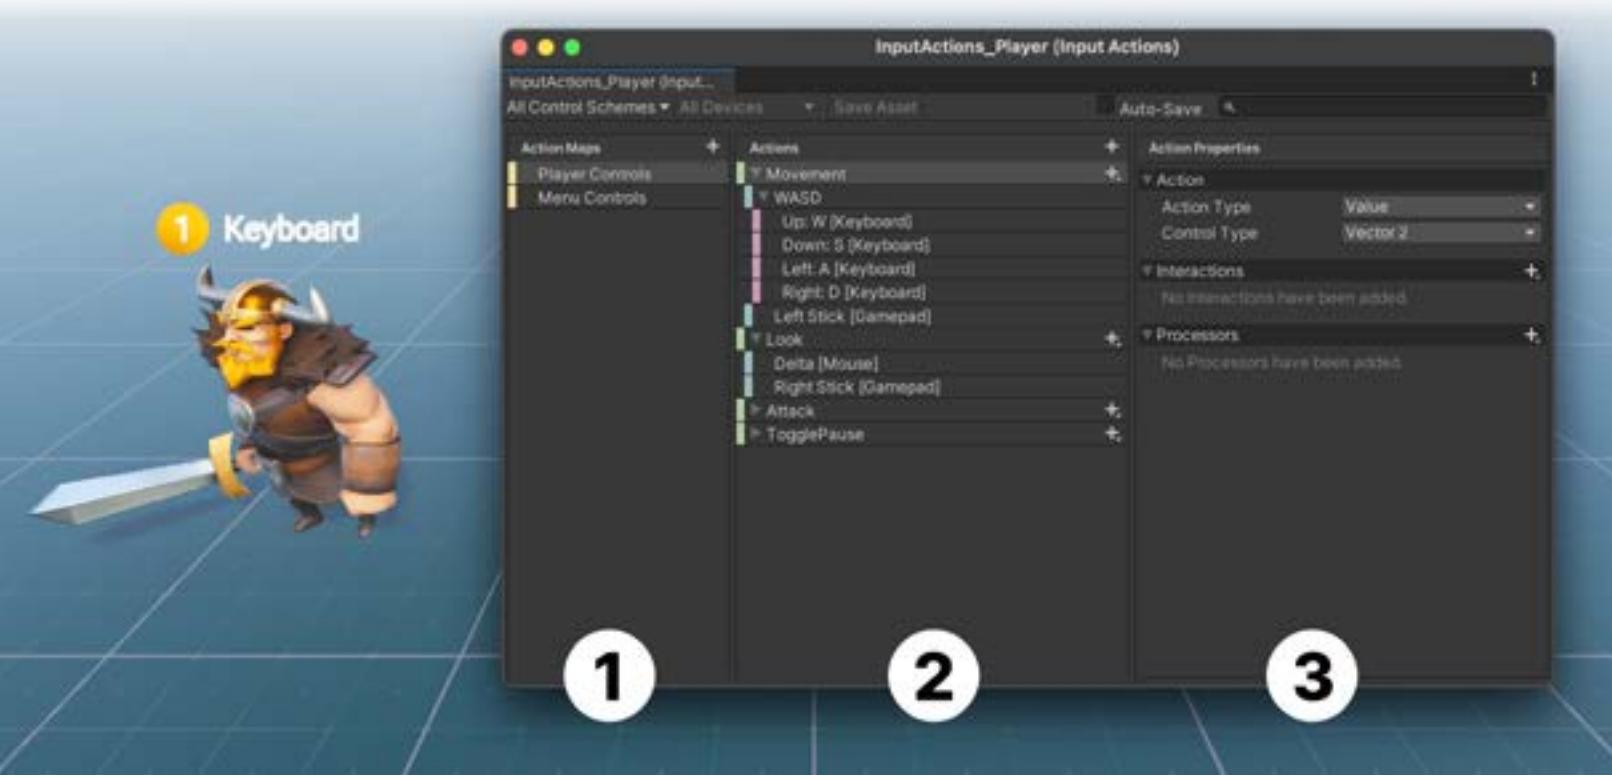 InputActions_Player (Input Actions)
InputActions_Player (Input...
All Control Schemes All Devices Save Asset Auto-Save
Action Maps
Player Controls
Menu Controls
Actions
Movement
WASD
Up: W [Keyboard]
Down: S [Keyboard]
Left: A [Keyboard]
Right: D [Keyboard]
Left Stick [Gamepad]
Look
Delta [Mouse]
Right Stick [Gamepad]
Attack
TogglePause
Action Properties
Action
Action Type Value
Control Type Vector 2
Interactions
No Interactions have been added.
Processors
No Processors have been added.
1 Keyboard
1
2
3